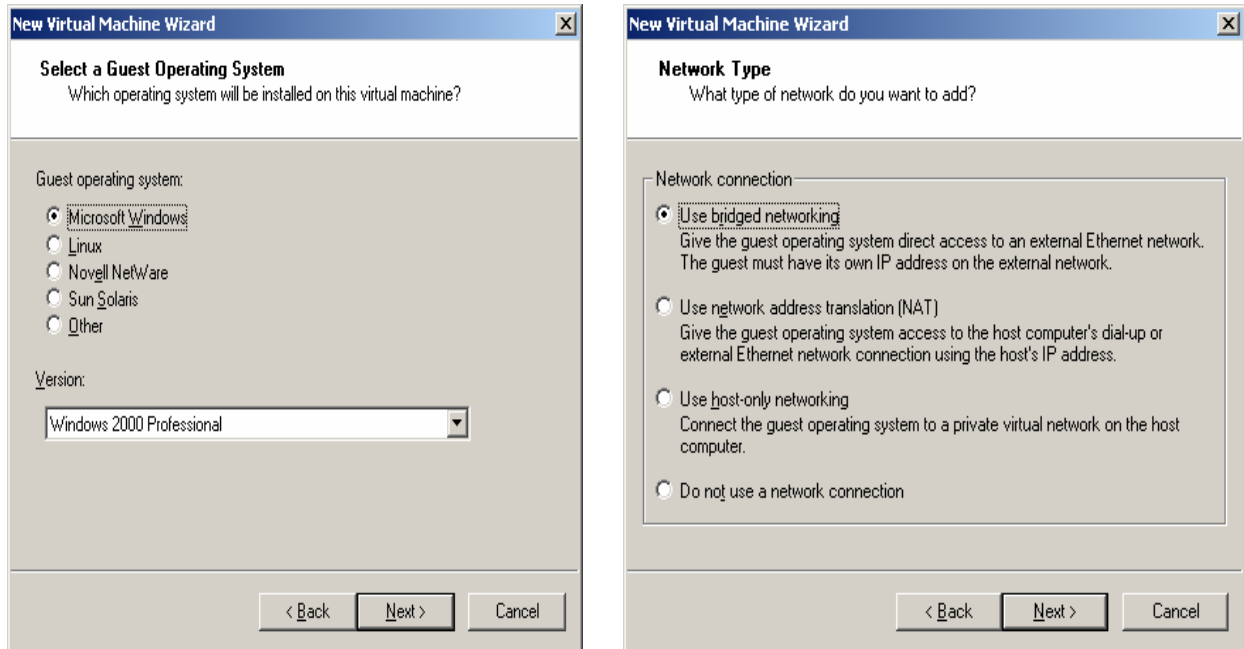 New Virtual Machine Wizard
Select a Guest Operating System
Which operating system will be installed on this virtual machine?
Guest operating system:
Microsoft Windows
Linux
Novell NetWare
Sun Solaris
Other
Version:
Windows 2000 Professional
< Back
Next >
Cancel
New Virtual Machine Wizard
Network Type
What type of network do you want to add?
Network connection
Use bridged networking
Give the guest operating system direct access to an external Ethernet network.
The guest must have its own IP address on the external network.
Use network address translation (NAT)
Give the guest operating system access to the host computer's dial-up or
external Ethernet network connection using the host's IP address.
Use host-only networking
Connect the guest operating system to a private virtual network on the host
computer.
Do not use a network connection
< Back
Next >
Cancel